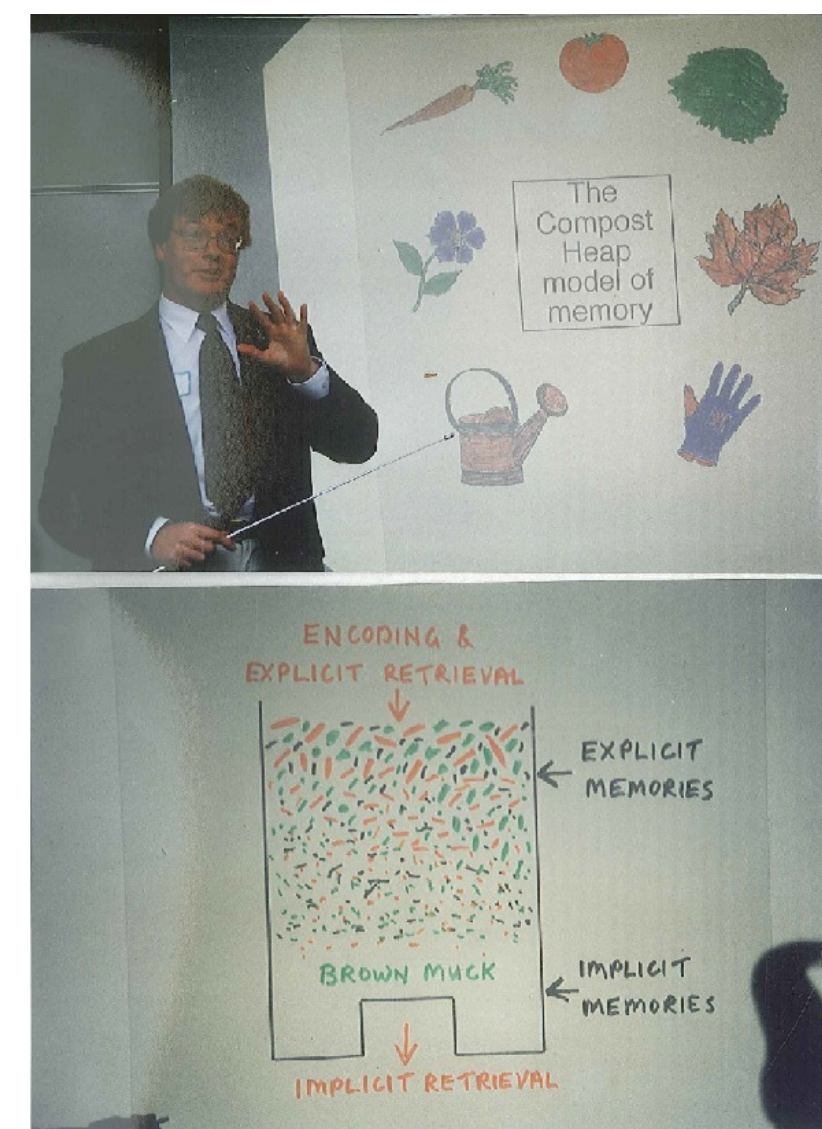 The
Compost
Heap
model of
memory
ENCODING &
EXPLICIT RETRIEVAL
EXPLICIT
MEMORIES
BROWN MUCK
IMPLICIT
MEMORIES
IMPLICIT RETRIEVAL